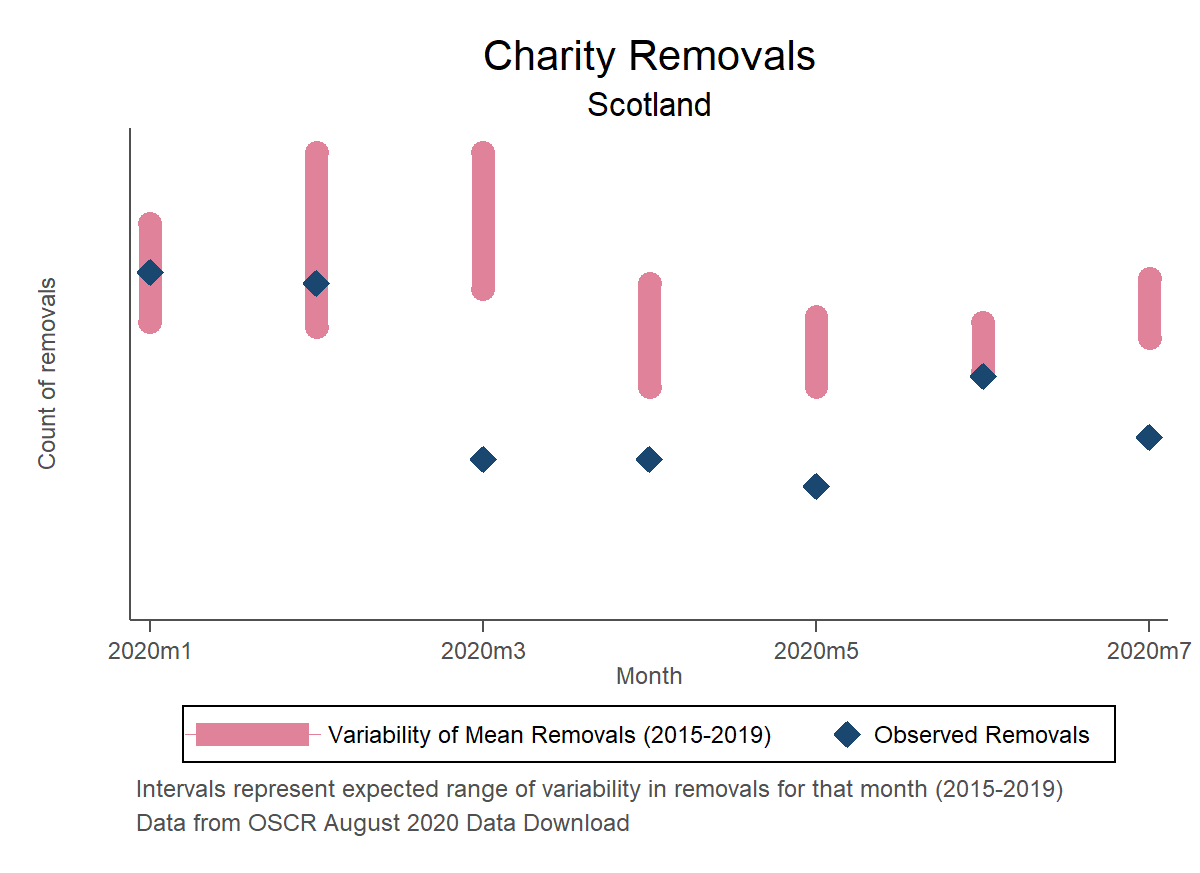 Charity Removals
Scotland
Count of removals
2020m1 2020m3 2020m5 2020m7
Month
Variability of Mean Removals (2015-2019) Observed Removals
Intervals represent expected range of variability in removals for that month (2015-2019)
Data from OSCR August 2020 Data Download